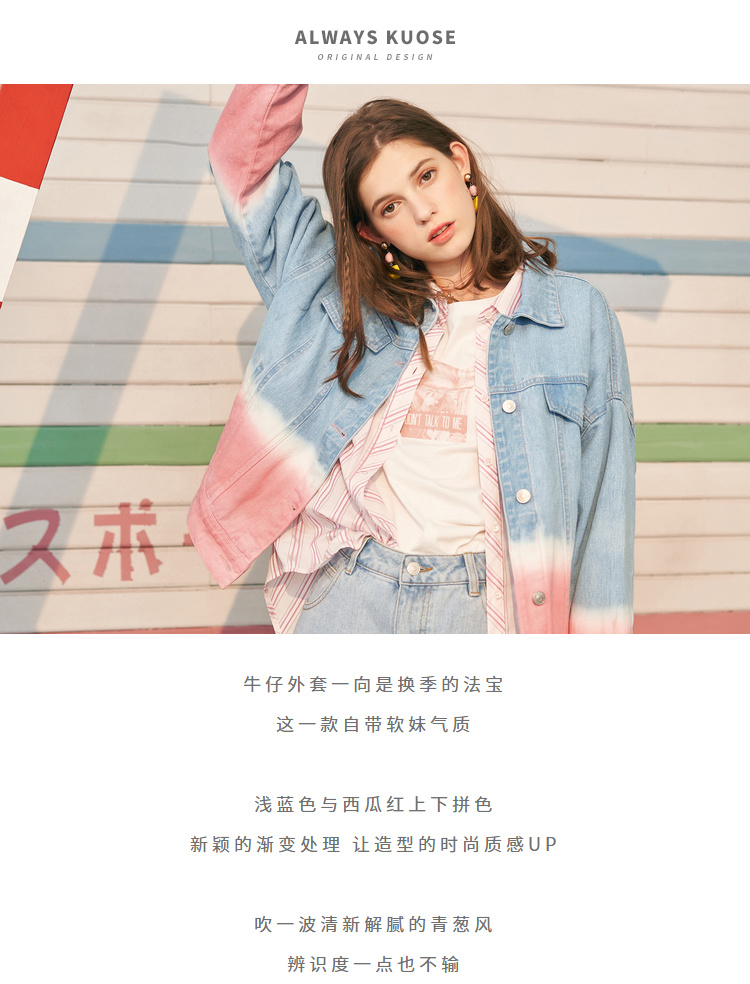 ALWAYS KUOSE
ORIGINAL DESIGN
DON'T TALK TO ME
スポー
牛仔外套一向是换季的法宝
这一款自带软妹气质
浅蓝色与西瓜红上下拼色
新颖的渐变处理 让造型的时尚质感UP
吹一波清新解腻的青葱风
辨识度一点也不输